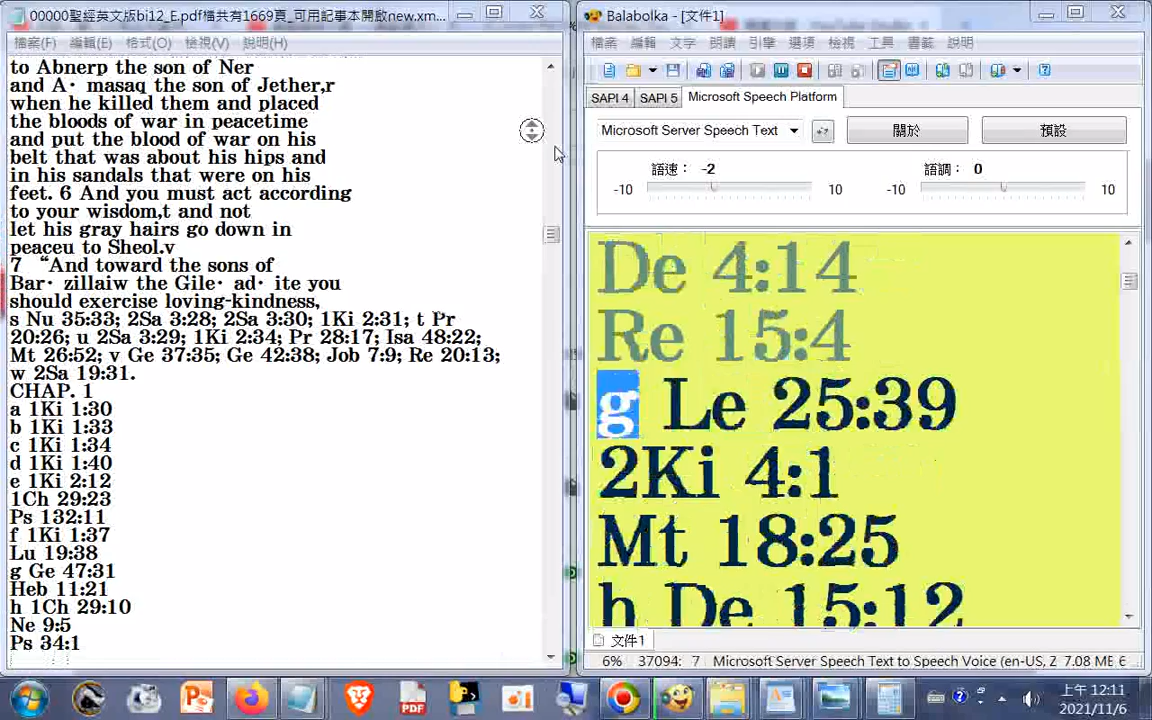 00000聖經英文版bi12_E.pdf檔共有1669頁_可用記事本開啟new.xm...
檔案(F) 編輯(E) 格式(O) 檢視(V) 說明(H)
to Abnerp the son of Ner
and A· masaq the son of Jether,r
when he killed them and placed
the bloods of war in peacetime
and put the blood of war on his
belt that was about his hips and
in his sandals that were on his
feet. 6 And you must act according
to your wisdom,t and not
let his gray hairs go down in
peaceu to Sheol.v
7 “And toward the sons of
Bar· zillaiw the Gile· ad· ite you
should exercise loving-kindness,
s Nu 35:33; 2Sa 3:28; 2Sa 3:30; 1Ki 2:31; t Pr
20:26; u 2Sa 3:29; 1Ki 2:34; Pr 28:17; Isa 48:22;
Mt 26:52; v Ge 37:35; Ge 42:38; Job 7:9; Re 20:13;
w 2Sa 19:31.
CHAP. 1
a 1Ki 1:30
b 1Ki 1:33
c 1Ki 1:34
d 1Ki 1:40
e 1Ki 2:12
1Ch 29:23
Ps 132:11
f 1Ki 1:37
Lu 19:38
g Ge 47:31
Heb 11:21
h 1Ch 29:10
Ne 9:5
Ps 34:1
Balabolka - [文件1]
檔案 編輯 文字 朗讀 引擎 選項 檢視 工具 書籤 說明
SAPI 4 SAPI 5 Microsoft Speech Platform
Microsoft Server Speech Text 關於 預設
語速: -2 語調: 0
-10 10 -10 10
De 4:14
Re 15:4
g Le 25:39
2Ki 4:1
Mt 18:25
h De 15:12
文件1
6% 37094: 7 Microsoft Server Speech Text to Speech Voice (en-US, Z 7.08 MB 6
PDF
上午 12:11
2021/11/6